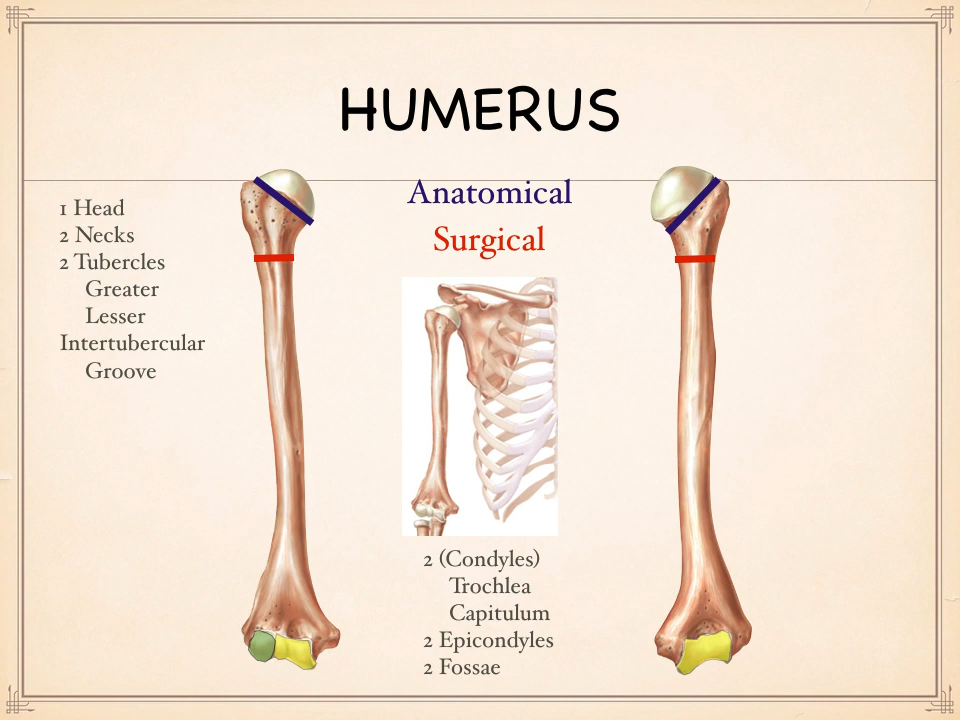 HUMERUS
Anatomical
Surgical
1 Head
2 Necks
2 Tubercles
Greater
Lesser
Intertubercular
Groove
2 (Condyles)
Trochlea
Capitulum
2 Epicondyles
2 Fossae